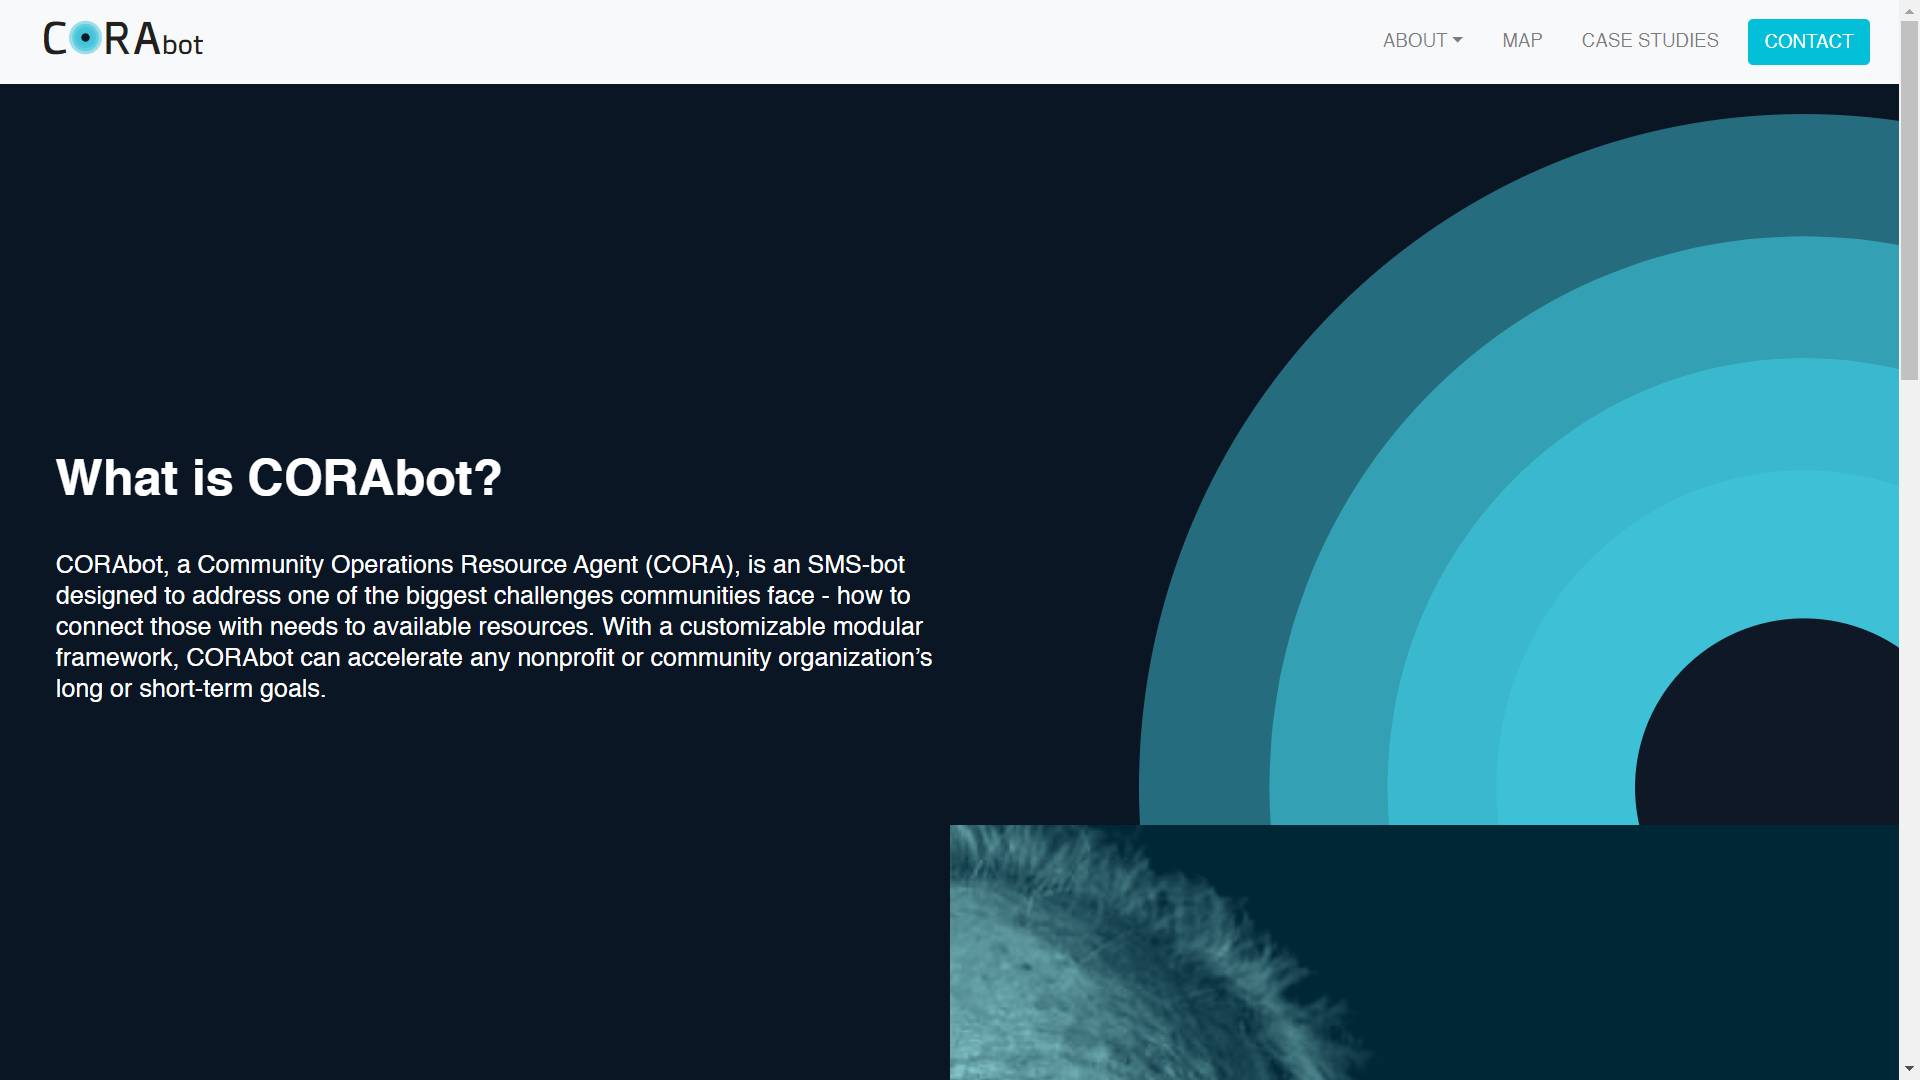 CORAbot
ABOUT
MAP
CASE STUDIES
CONTACT
What is CORAbot?
CORAbot, a Community Operations Resource Agent (CORA), is an SMS-bot
designed to address one of the biggest challenges communities face - how to
connect those with needs to available resources. With a customizable modular
framework, CORAbot can accelerate any nonprofit or community organization’s
long or short-term goals.